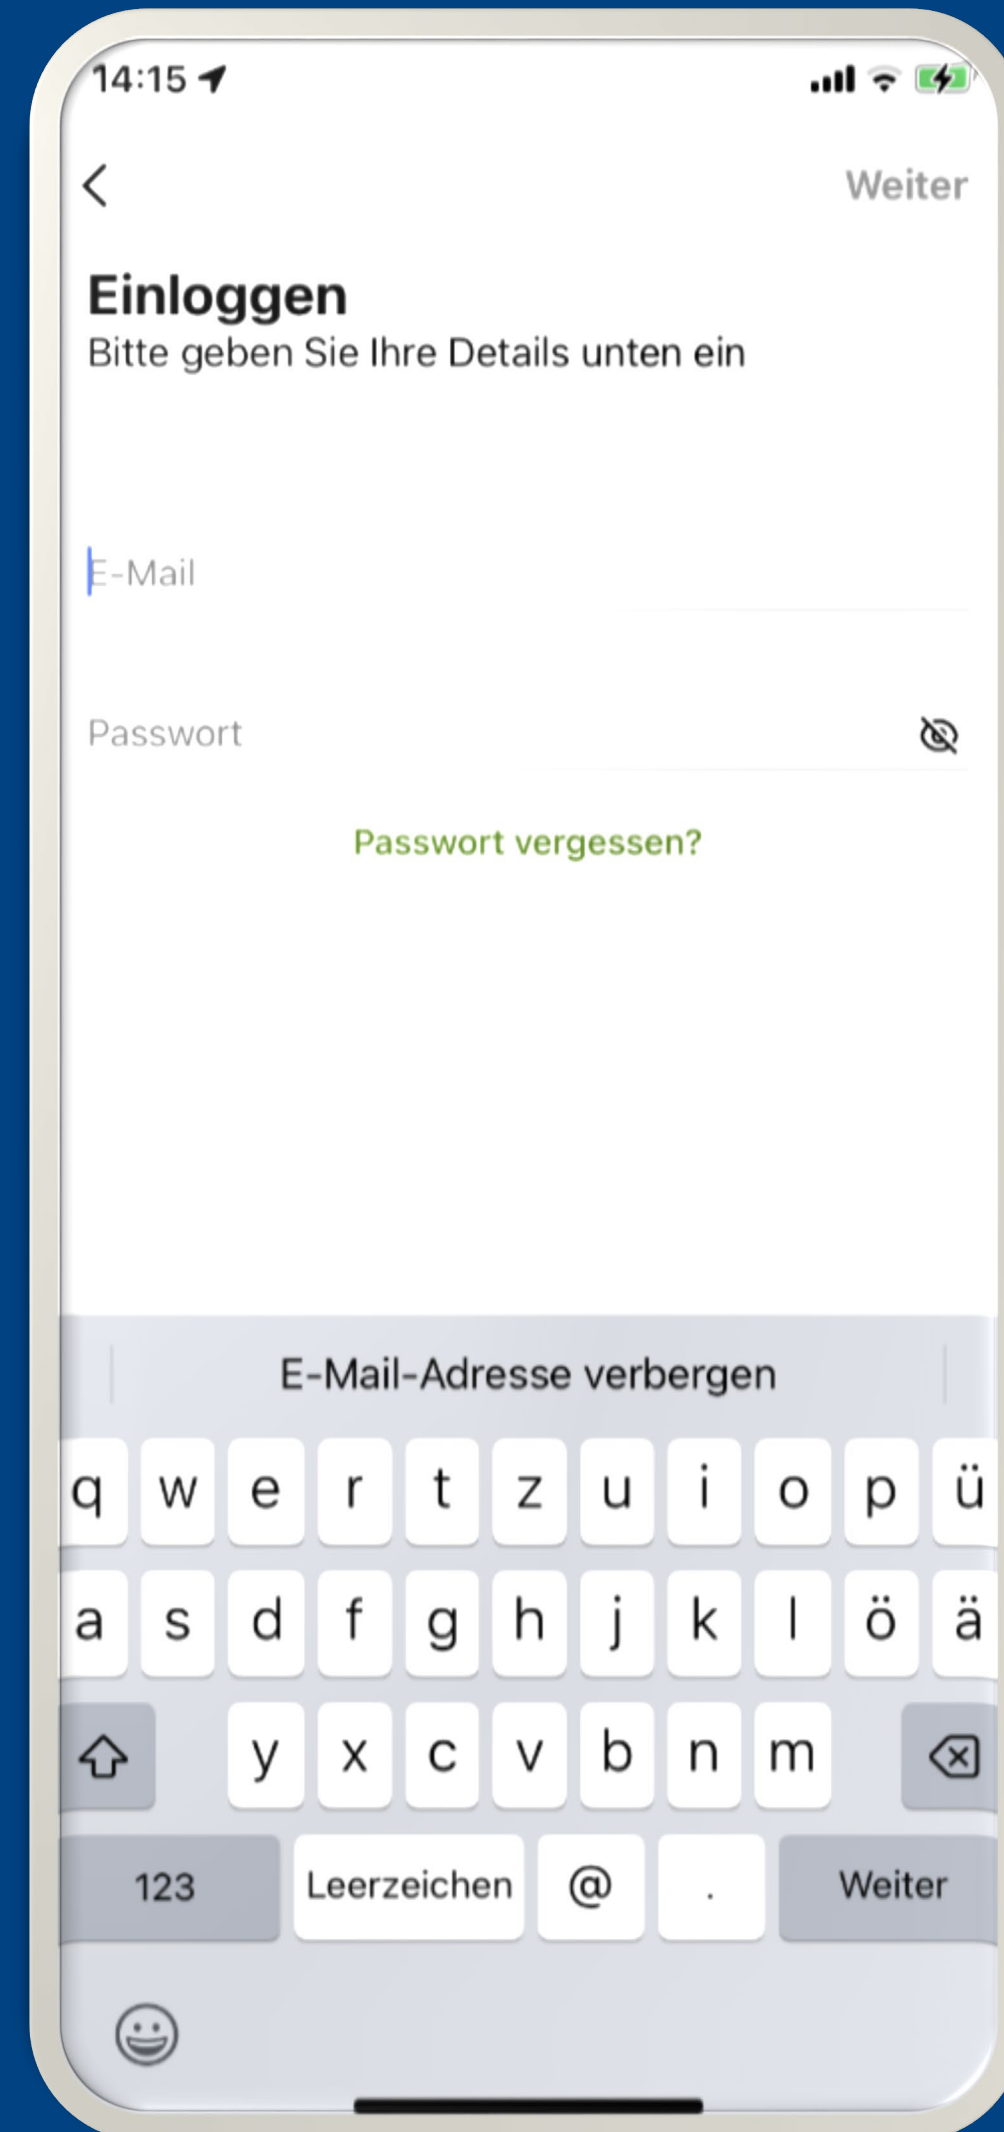 14:15
Weiter
Einloggen
Bitte geben Sie Ihre Details unten ein
E-Mail
Passwort
Passwort vergessen?
E-Mail-Adresse verbergen
q w e r t z u i o p ü
a s d f g h j k l ö ä
y x c v b n m
123 Leerzeichen @ . Weiter